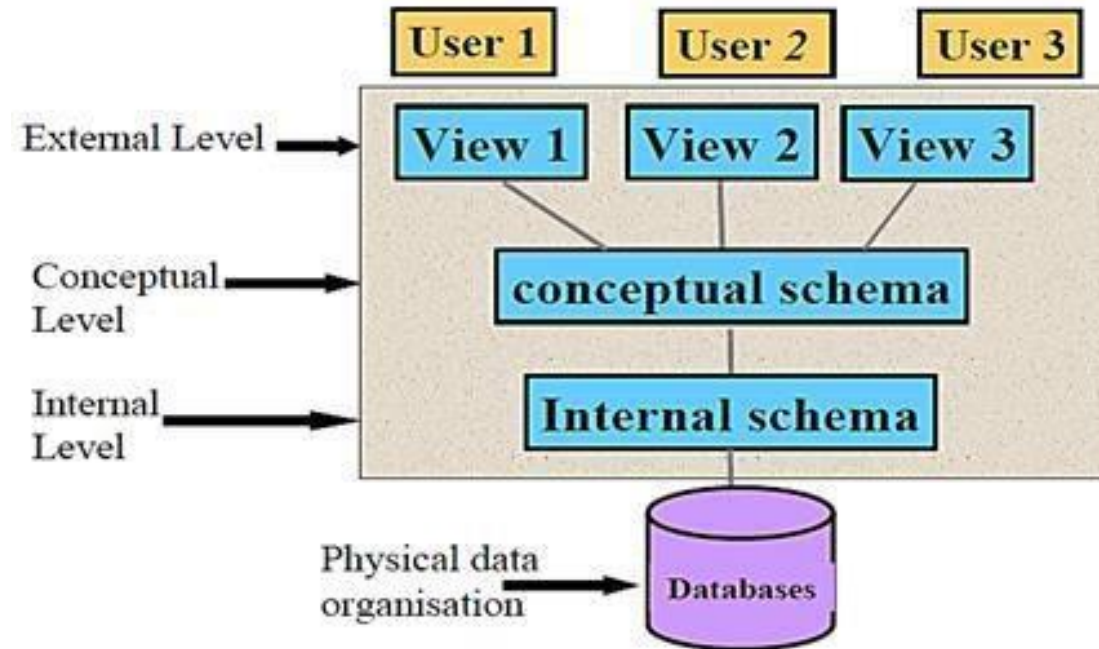 User 1
User 2
User 3
External Level
View 1
View 2
View 3
Conceptual
Level
conceptual schema
Internal
Level
Internal schema
Physical data
organisation
Databases